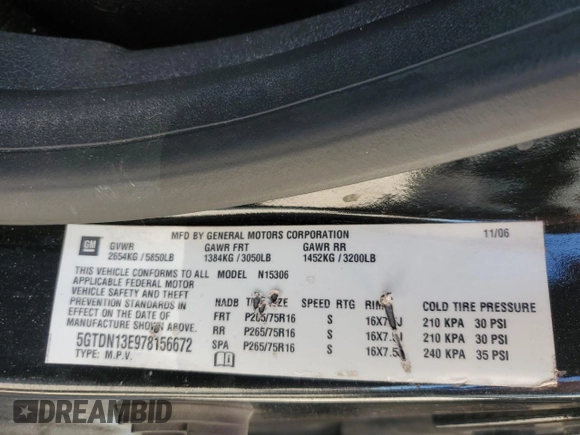 MFD BY GENERAL MOTORS CORPORATION 11/06
GM GVWR GAWR FRT GAWR RR
2654KG / 5850LB 1384KG / 3050LB 1452KG / 3200LB
THIS VEHICLE CONFORMS TO ALL MODEL N15306
APPLICABLE FEDERAL MOTOR
VEHICLE SAFETY AND THEFT
PREVENTION STANDARDS IN
EFFECT ON THE DATE OF
MANUFACTURE SHOWN ABOVE
5GTDN13E978156672
TYPE: M.P.V.
NADB SIZE SPEED RTG RIM COLD TIRE PRESSURE
FRT P265/75R16 S 210 KPA 30 PSI
RR P265/75R16 S 210 KPA 30 PSI
SPA P265/75R16 S 240 KPA 35 PSI
DREAMBID